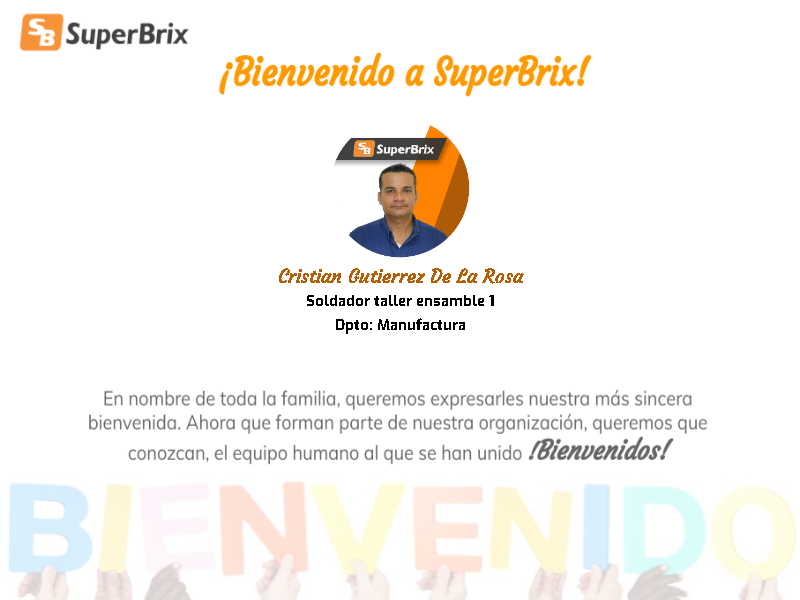 SB SuperBrix
¡Bienvenido a SuperBrix!
SB SuperBrix
Cristian Gutierrez De La Rosa
Soldador taller ensamble 1
Dpto: Manufactura
En nombre de toda la familia, queremos expresarles nuestra más sincera
bienvenida. Ahora que forman parte de nuestra organización, queremos que
conozcan, el equipo humano al que se han unido ¡Bienvenidos!
BIENVENIDO